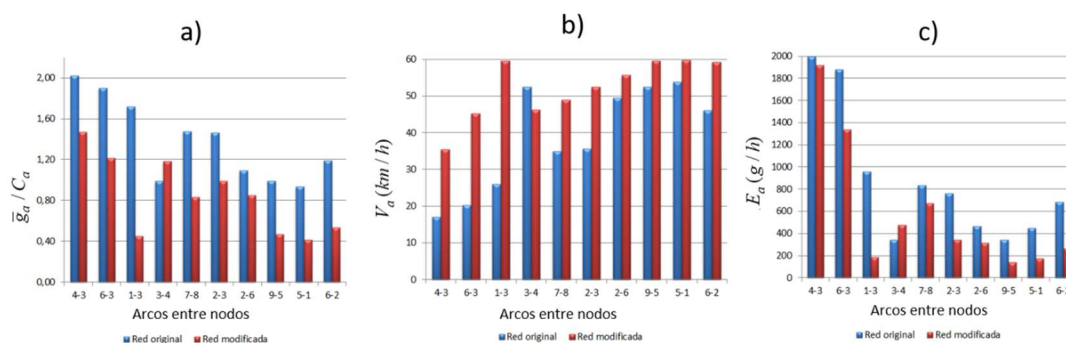 a)
2,00
1,60
1,20
0,80
0,40
0,00
g̅a / Ca
4-3 6-3 1-3 3-4 7-8 2-3 2-6 9-5 5-1 6-2
Arcos entre nodos
Red original Red modificada
b)
60
50
40
30
20
10
0
Va (km / h)
4-3 6-3 1-3 3-4 7-8 2-3 2-6 9-5 5-1 6-2
Arcos entre nodos
Red original Red modificada
c)
2000
1800
1600
1400
1200
1000
800
600
400
200
0
Ea (g / h)
4-3 6-3 1-3 3-4 7-8 2-3 2-6 9-5 5-1 6-2
Arcos entre nodos
Red original Red modificada